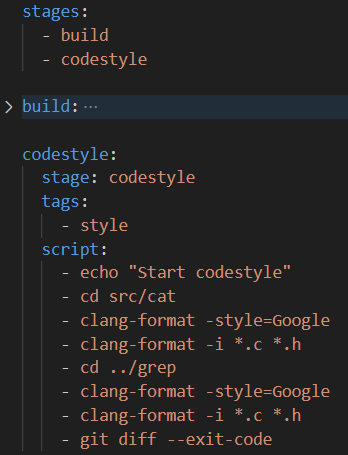 stages:
  - build
  - codestyle
build: ...
codestyle:
  stage: codestyle
  tags:
    - style
  script:
    - echo "Start codestyle"
    - cd src/cat
    - clang-format -style=Google
    - clang-format -i *.c *.h
    - cd ../grep
    - clang-format -style=Google
    - clang-format -i *.c *.h
    - git diff --exit-code